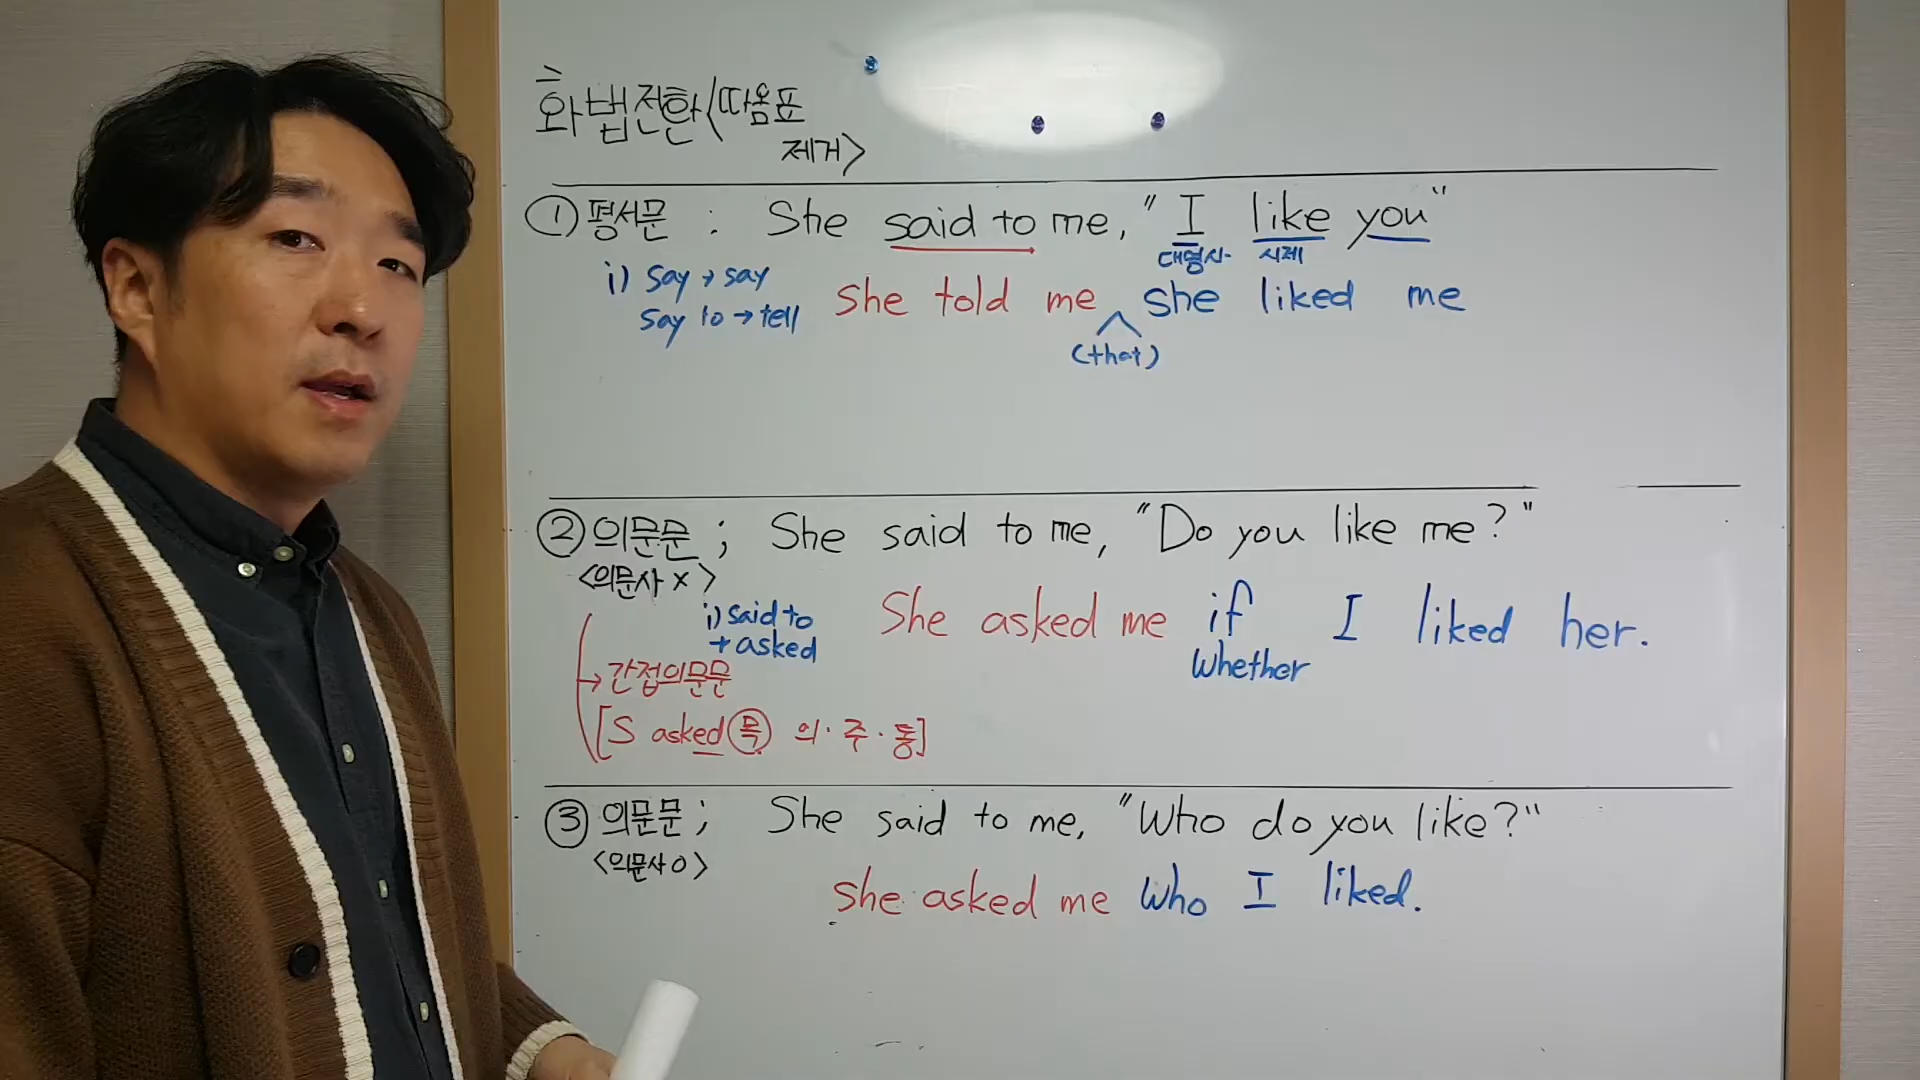 화법전환<따옴표
제거>
① 평서문 : She said to me, "I like you"
대명사 시제
i) say → say
say to → tell
She told me she liked me
(that)
② 의문문 ; She said to me, "Do you like me?"
<의문사 x>
i) said to
→ asked
She asked me if I liked her.
whether
→ 간접의문문
[S asked 목 의·주·동]
③ 의문문 ; She said to me, "Who do you like?"
<의문사 o>
She asked me who I liked.